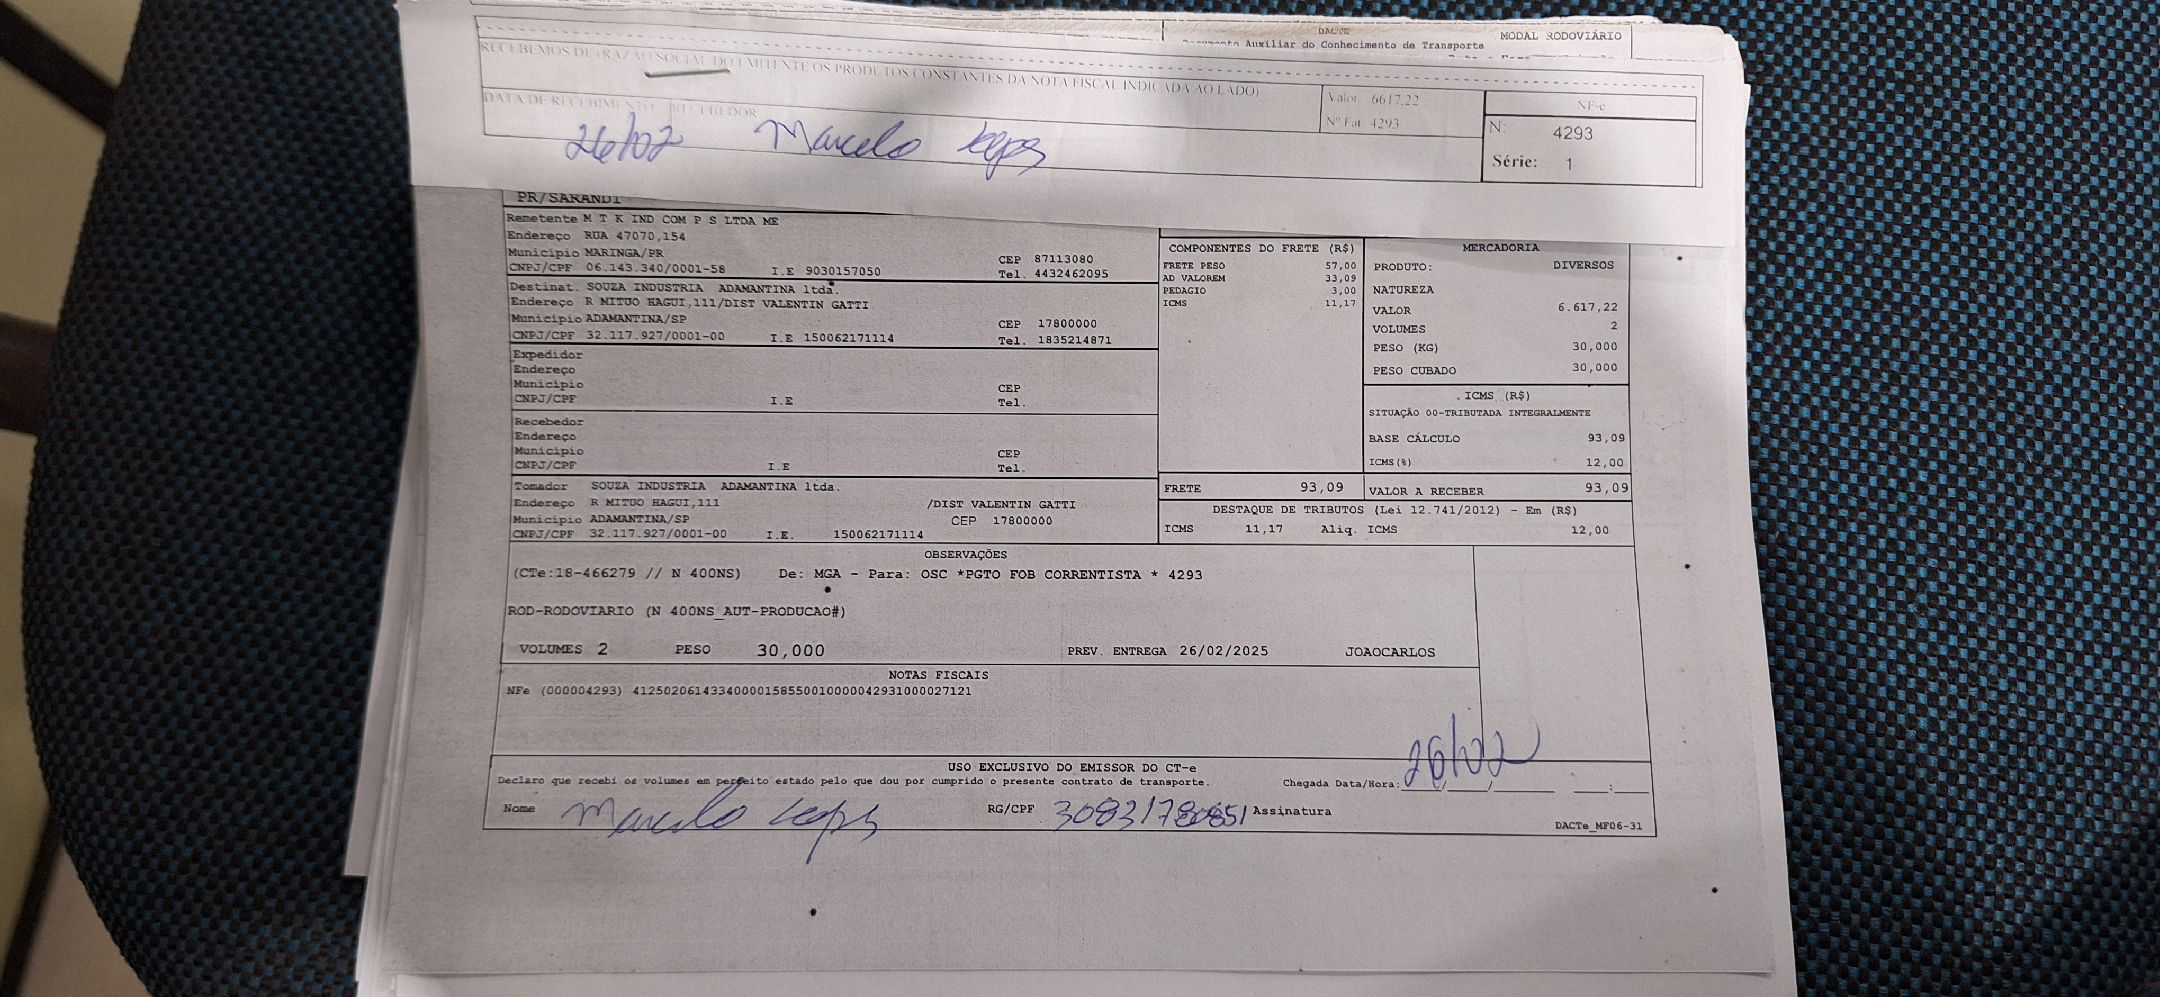 DACTE
Documento Auxiliar do Conhecimento de Transporte
MODAL RODOVIÁRIO
RECEBEMOS DE (RAZAO SOCIAL DO EMITENTE OS PRODUTOS CONSTANTES DA NOTA FISCAL INDICADA AO LADO)
DATA DE RECEBIMENTO RECEBEDOR
26/02 Marcelo
Valor: 6617,22
Nº Fat 4293
NF-e
N: 4293
Série: 1
PR/SARANDI
Remetente M T K IND COM P S LTDA ME
Endereço RUA 47070,154
Município MARINGA/PR CEP 87113080
CNPJ/CPF 06.143.340/0001-58 I.E 9030157050 Tel. 4432462095
Destinat. SOUZA INDUSTRIA ADAMANTINA ltda.
Endereço R MITUO HAGUI,111/DIST VALENTIN GATTI
Município ADAMANTINA/SP CEP 17800000
CNPJ/CPF 32.117.927/0001-00 I.E 150062171114 Tel. 1835214871
Expedidor
Endereço
Município CEP
CNPJ/CPF I.E Tel.
Recebedor
Endereço
Município CEP
CNPJ/CPF I.E Tel.
Tomador SOUZA INDUSTRIA ADAMANTINA ltda.
Endereço R MITUO HAGUI,111 /DIST VALENTIN GATTI
Município ADAMANTINA/SP CEP 17800000
CNPJ/CPF 32.117.927/0001-00 I.E. 150062171114
COMPONENTES DO FRETE (R$)
FRETE PESO 57,00
AD VALOREM 33,09
PEDAGIO 3,00
ICMS 11,17
MERCADORIA
PRODUTO: DIVERSOS
NATUREZA
VALOR 6.617,22
VOLUMES 2
PESO (KG) 30,000
PESO CUBADO 30,000
ICMS (R$)
SITUAÇÃO 00-TRIBUTADA INTEGRALMENTE
BASE CÁLCULO 93,09
ICMS(%) 12,00
FRETE 93,09 VALOR A RECEBER 93,09
DESTAQUE DE TRIBUTOS (Lei 12.741/2012) - Em (R$)
ICMS 11,17 Aliq. ICMS 12,00
OBSERVAÇÕES
(CTe:18-466279 // N 400NS) De: MGA - Para: OSC *PGTO FOB CORRENTISTA * 4293
ROD-RODOVIARIO (N 400NS_AUT-PRODUCAO#)
VOLUMES 2 PESO 30,000 PREV. ENTREGA 26/02/2025 JOAOCARLOS
NOTAS FISCAIS
NFe (000004293) 41250206143340000158550010000042931000027121
USO EXCLUSIVO DO EMISSOR DO CT-e
Declaro que recebi os volumes em perfeito estado pelo que dou por cumprido o presente contrato de transporte. Chegada Data/Hora: 26/02
Nome Marcelo RG/CPF 30831780851 Assinatura
DACTe_MF06-31